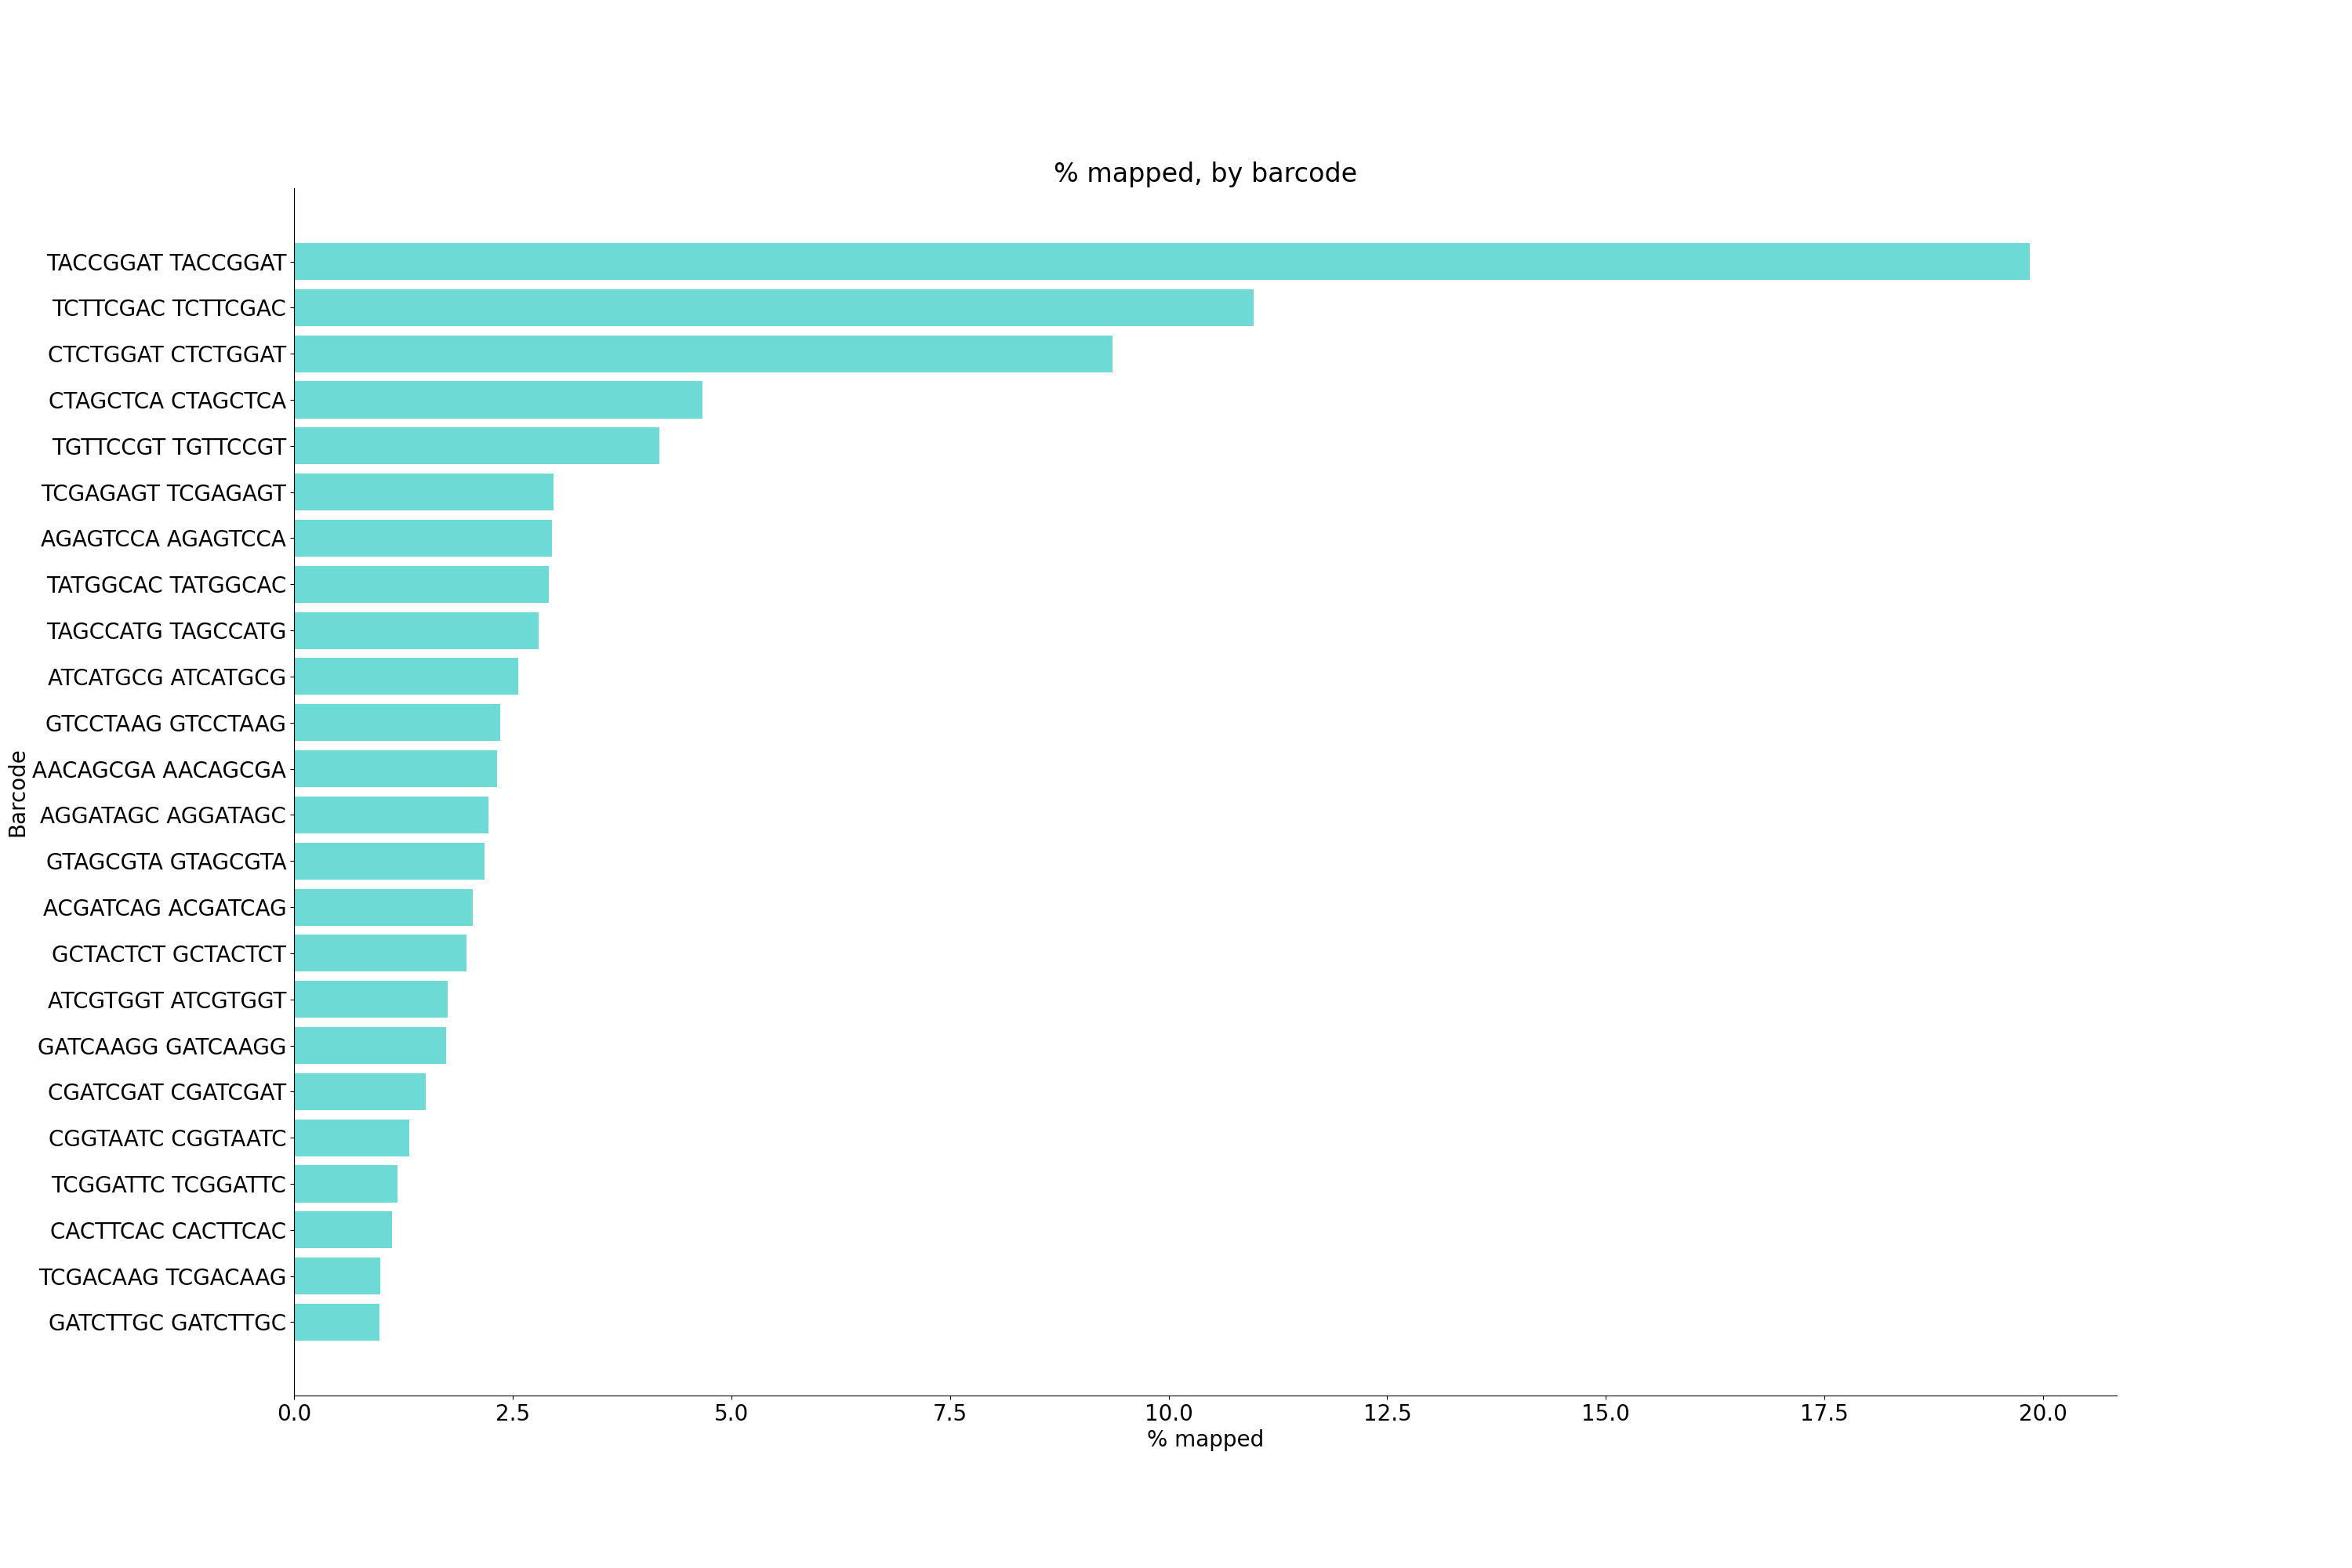 % mapped, by barcode
TACCGGAT TACCGGAT
TCTTCGAC TCTTCGAC
CTCTGGAT CTCTGGAT
CTAGCTCA CTAGCTCA
TGTTCCGT TGTTCCGT
TCGAGAGT TCGAGAGT
AGAGTCCA AGAGTCCA
TATGGCAC TATGGCAC
TAGCCATG TAGCCATG
ATCATGCG ATCATGCG
GTCCTAAG GTCCTAAG
AACAGCGA AACAGCGA
AGGATAGC AGGATAGC
GTAGCGTA GTAGCGTA
ACGATCAG ACGATCAG
GCTACTCT GCTACTCT
ATCGTGGT ATCGTGGT
GATCAAGG GATCAAGG
CGATCGAT CGATCGAT
CGGTAATC CGGTAATC
TCGGATTC TCGGATTC
CACTTCAC CACTTCAC
TCGACAAG TCGACAAG
GATCTTGC GATCTTGC
Barcode
0.0 2.5 5.0 7.5 10.0 12.5 15.0 17.5 20.0
% mapped